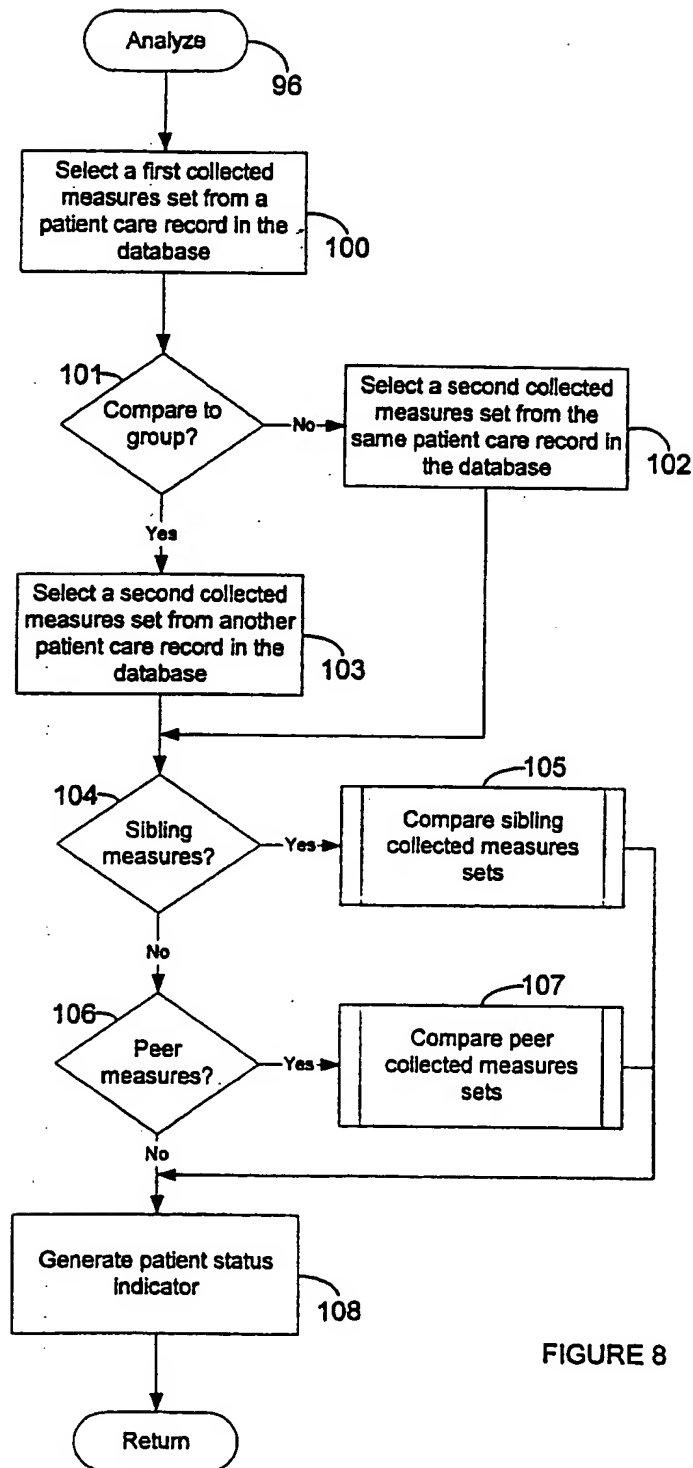 Analyze
96
Select a first collected
measures set from a
patient care record in the
database
100
101
Compare to
group?
No
Select a second collected
measures set from the
same patient care record in
the database
102
Yes
Select a second collected
measures set from another
patient care record in the
database
103
104
Sibling
measures?
Yes
105
Compare sibling
collected measures
sets
No
106
Peer
measures?
Yes
107
Compare peer
collected measures
sets
No
Generate patient status
indicator
108
FIGURE 8
Return